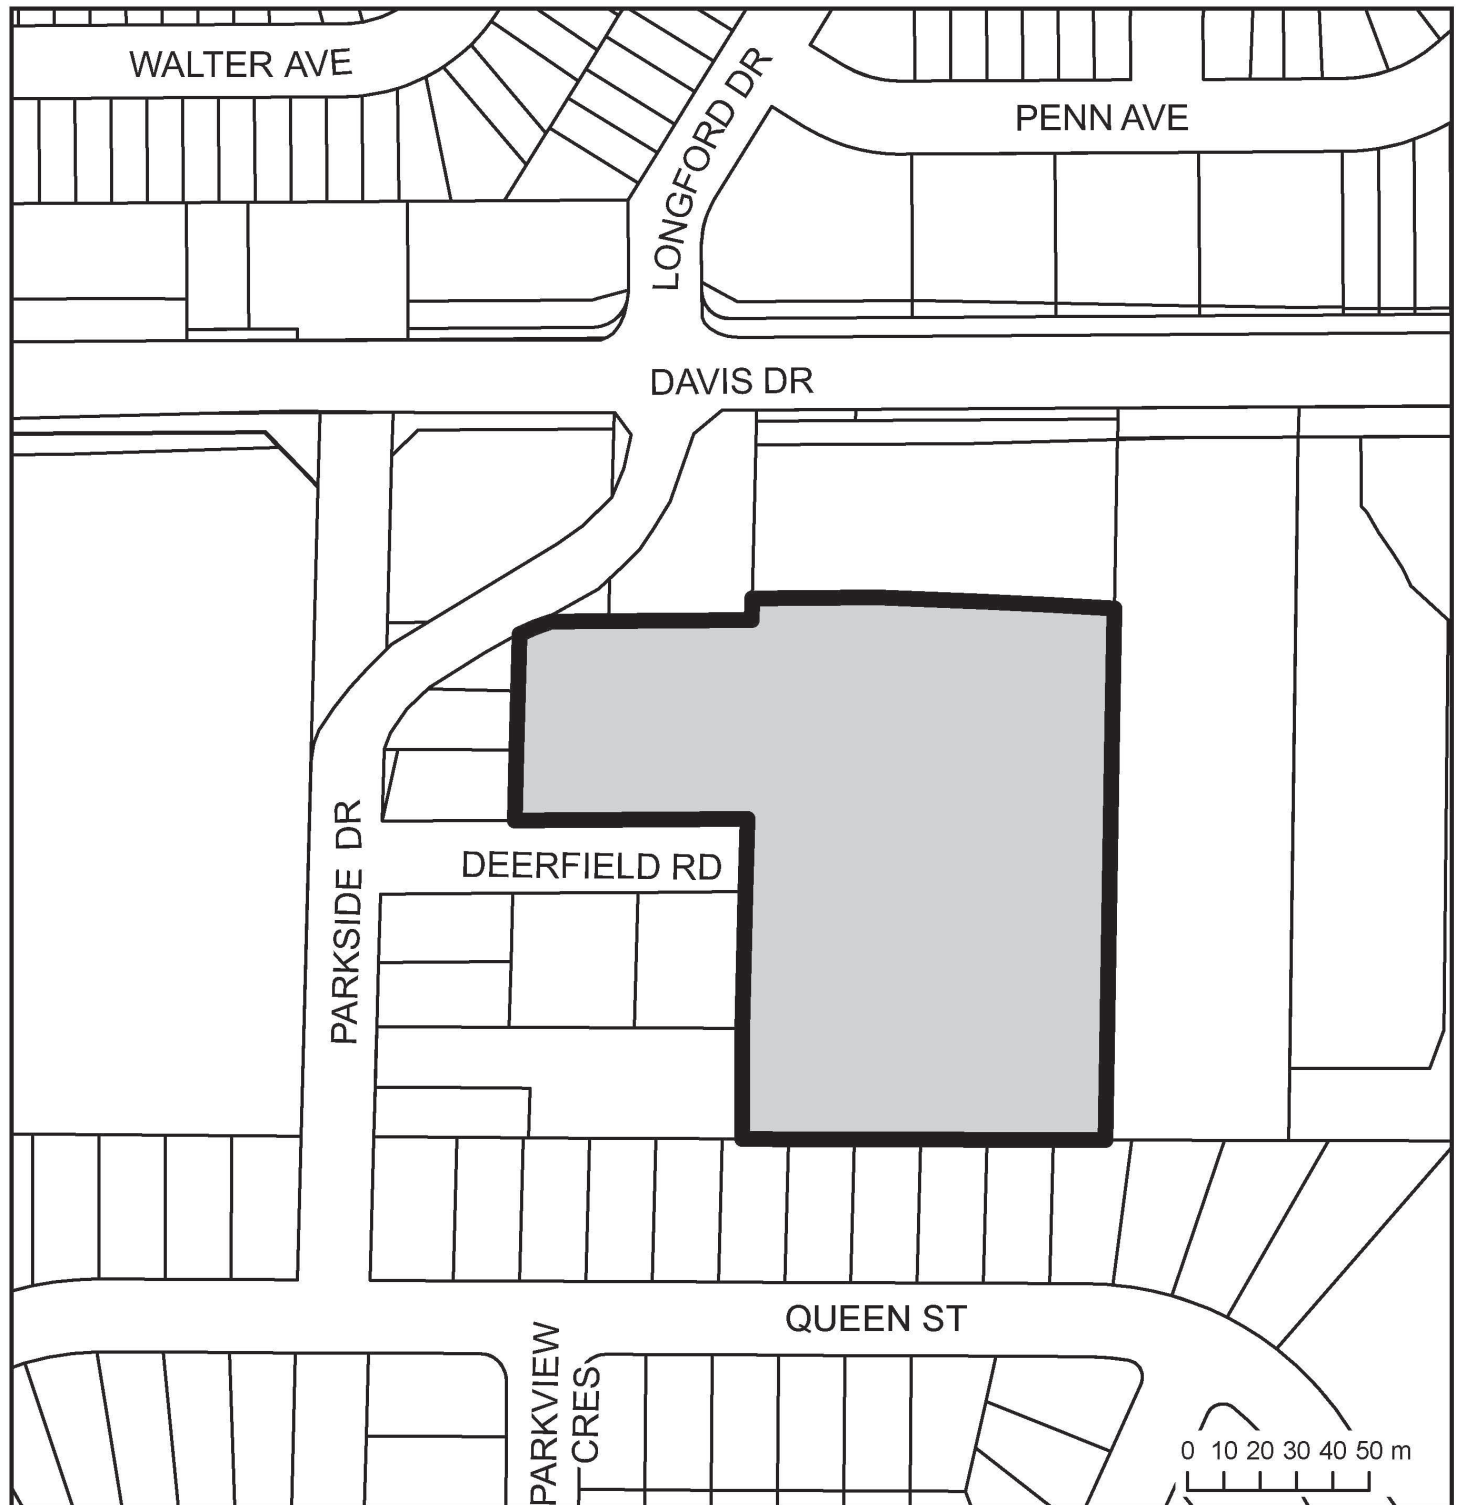 WALTER AVE
LONGFORD DR
PENN AVE
DAVIS DR
PARKSIDE DR
DEERFIELD RD
QUEEN ST
PARKVIEW
CRES
0 10 20 30 40 50 m